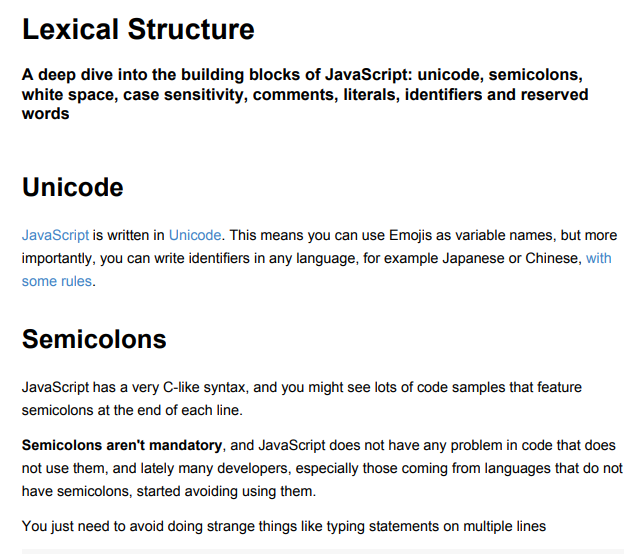 Lexical Structure
A deep dive into the building blocks of JavaScript: unicode, semicolons,
white space, case sensitivity, comments, literals, identifiers and reserved
words
Unicode
JavaScript is written in Unicode. This means you can use Emojis as variable names, but more
importantly, you can write identifiers in any language, for example Japanese or Chinese, with
some rules.
Semicolons
JavaScript has a very C-like syntax, and you might see lots of code samples that feature
semicolons at the end of each line.
Semicolons aren't mandatory, and JavaScript does not have any problem in code that does
not use them, and lately many developers, especially those coming from languages that do not
have semicolons, started avoiding using them.
You just need to avoid doing strange things like typing statements on multiple lines